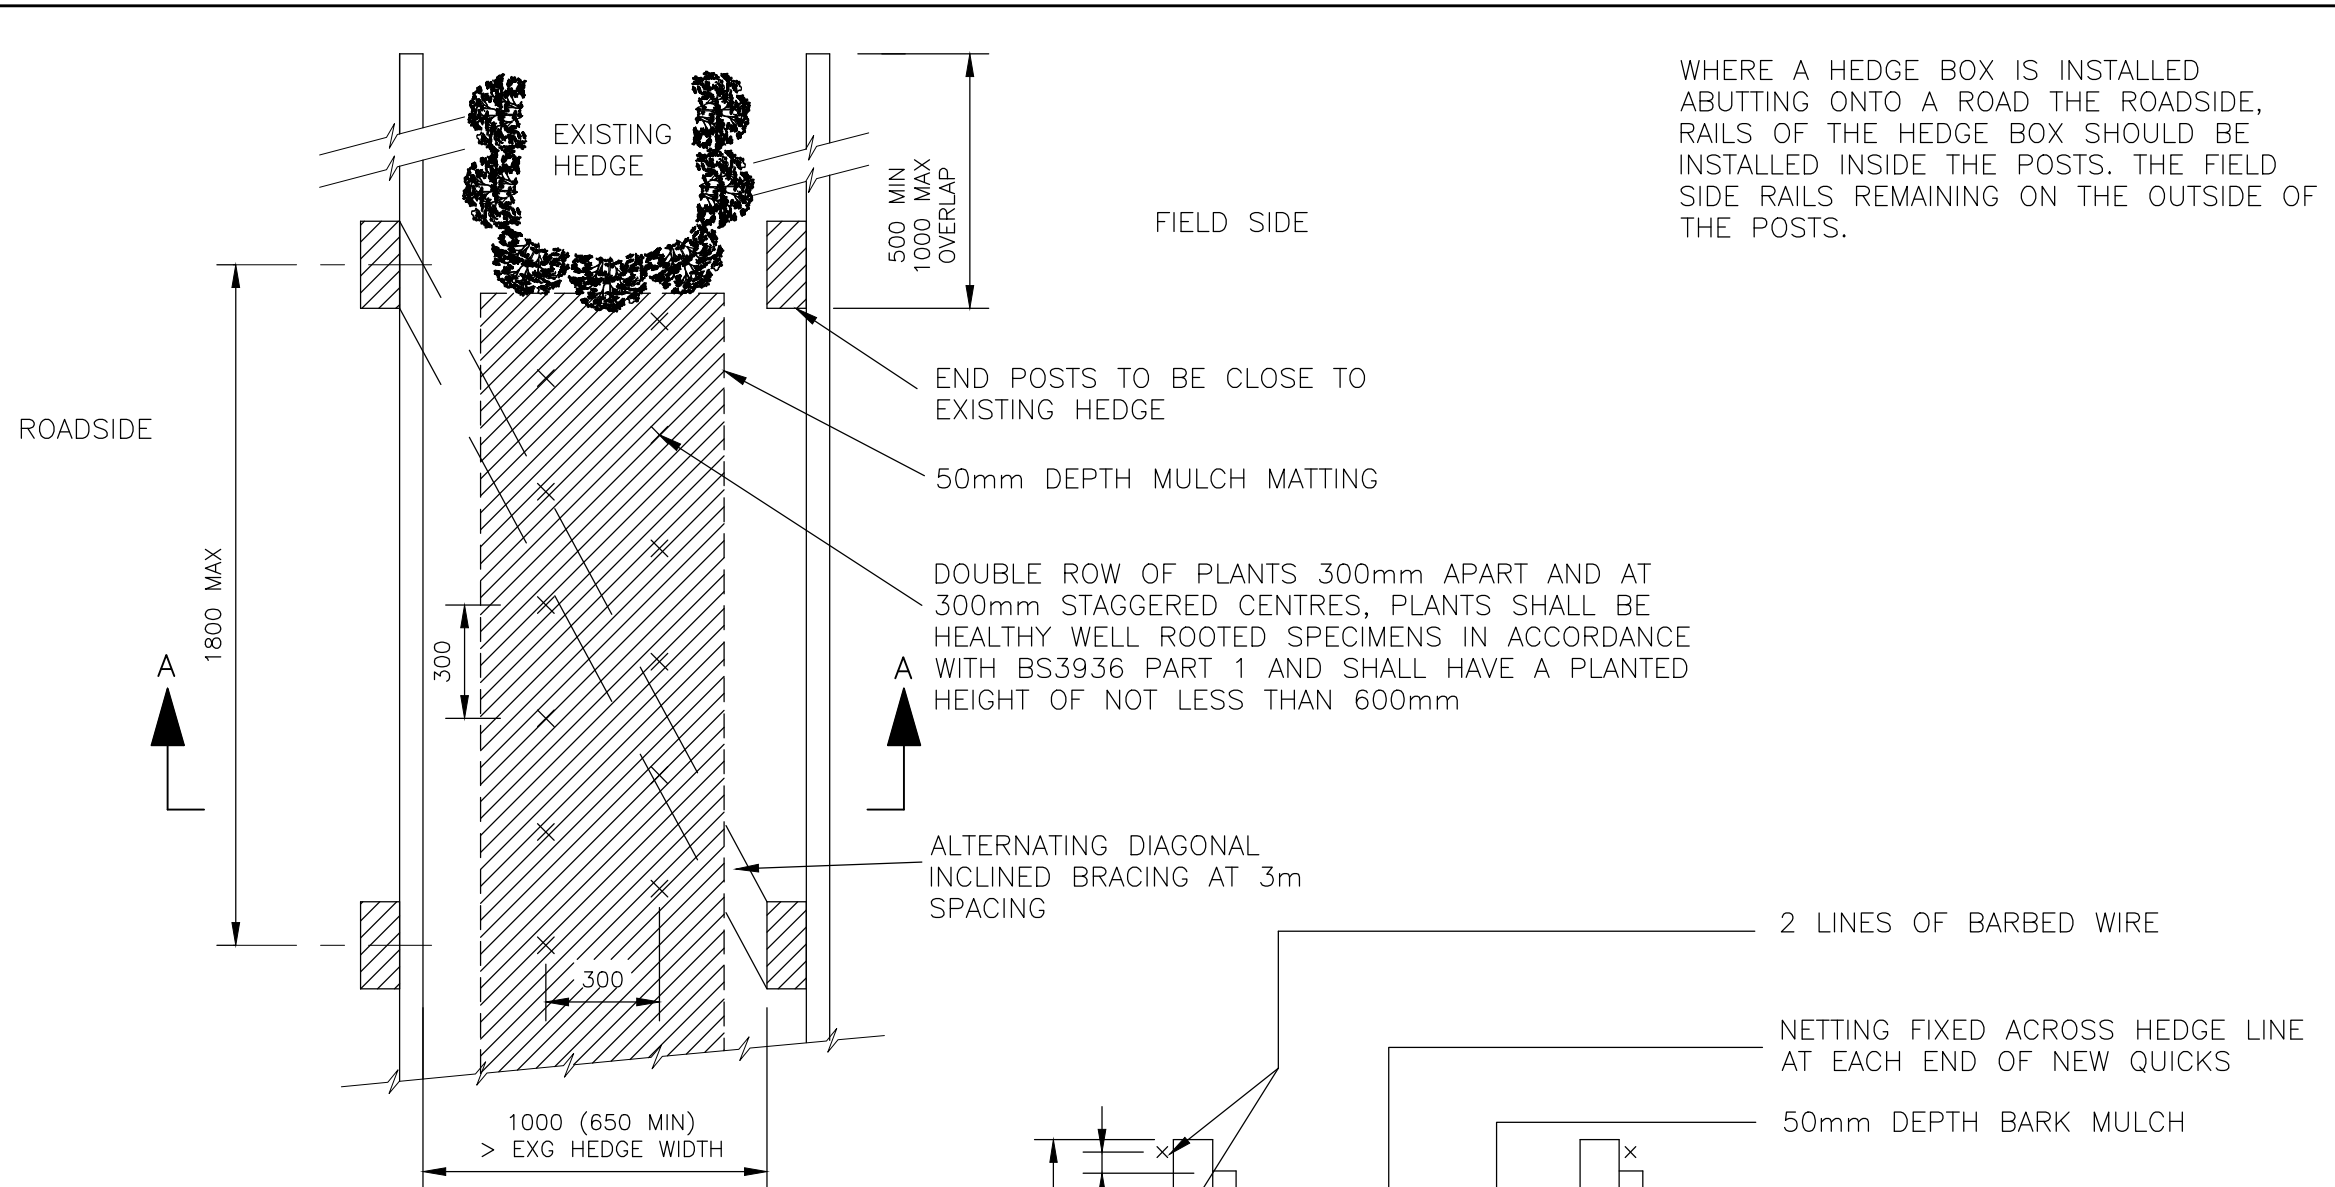 WHERE A HEDGE BOX IS INSTALLED
ABUTTING ONTO A ROAD THE ROADSIDE,
RAILS OF THE HEDGE BOX SHOULD BE
INSTALLED INSIDE THE POSTS. THE FIELD
SIDE RAILS REMAINING ON THE OUTSIDE OF
THE POSTS.
EXISTING
HEDGE
500 MIN
1000 MAX
OVERLAP
FIELD SIDE
END POSTS TO BE CLOSE TO
EXISTING HEDGE
ROADSIDE
50mm DEPTH MULCH MATTING
1800 MAX
DOUBLE ROW OF PLANTS 300mm APART AND AT
300mm STAGGERED CENTRES, PLANTS SHALL BE
HEALTHY WELL ROOTED SPECIMENS IN ACCORDANCE
WITH BS3936 PART 1 AND SHALL HAVE A PLANTED
HEIGHT OF NOT LESS THAN 600mm
300
A
A
ALTERNATING DIAGONAL
INCLINED BRACING AT 3m
SPACING
300
2 LINES OF BARBED WIRE
NETTING FIXED ACROSS HEDGE LINE
AT EACH END OF NEW QUICKS
1000 (650 MIN)
> EXG HEDGE WIDTH
50mm DEPTH BARK MULCH